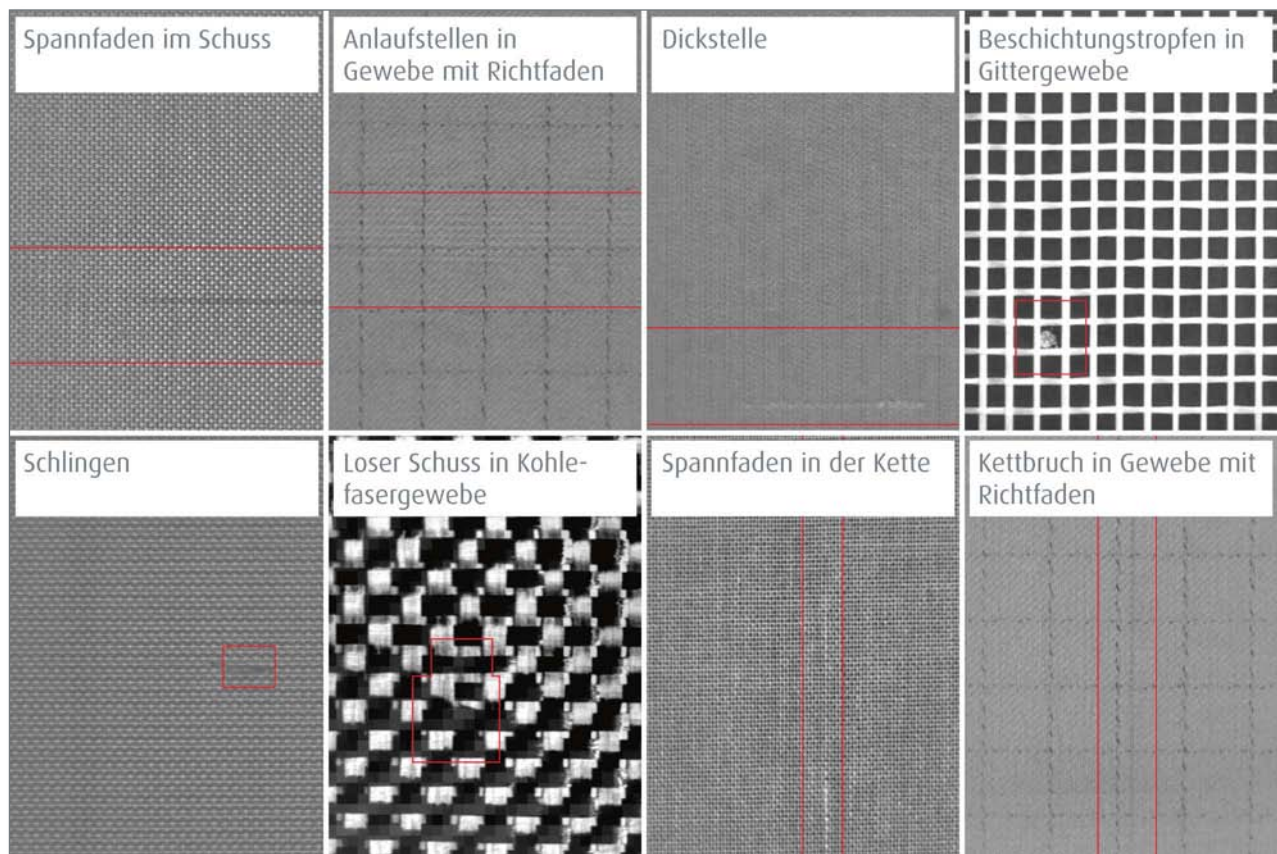 Spannfaden im Schuss
Anlaufstellen in
Gewebe mit Richtfaden
Dickstelle
Beschichtungstropfen in
Gittergewebe
Schlingen
Loser Schuss in Kohle-
fasergewebe
Spannfaden in der Kette
Kettbruch in Gewebe mit
Richtfaden